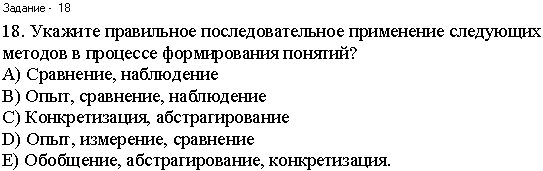 Задание - 18
18. Укажите правильное последовательное применение следующих
методов в процессе формирования понятий?
A) Сравнение, наблюдение
B) Опыт, сравнение, наблюдение
C) Конкретизация, абстрагирование
D) Опыт, измерение, сравнение
E) Обобщение, абстрагирование, конкретизация.